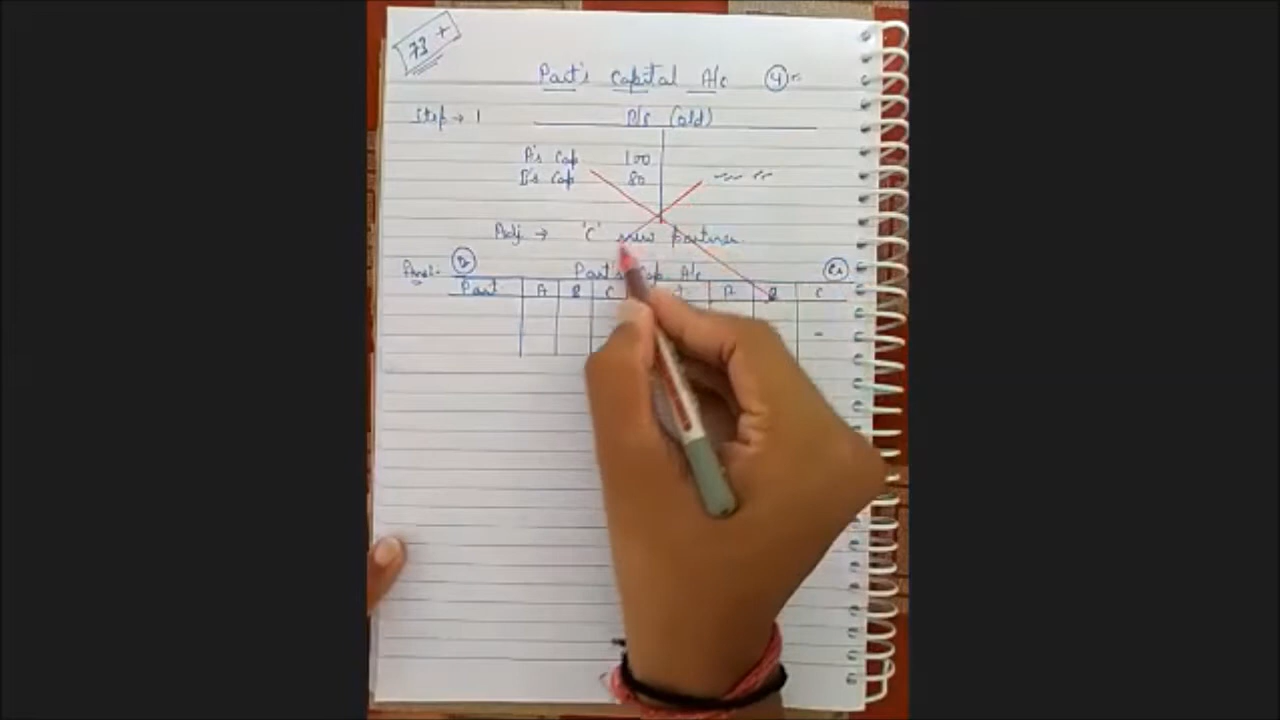 73 +
Part's Capital A/c 4
Step → 1 B/S (old)
A's Cap 100
B's Cap 80
Adj → 'C' new partner
Part's Cap A/c
Part A B C A B C